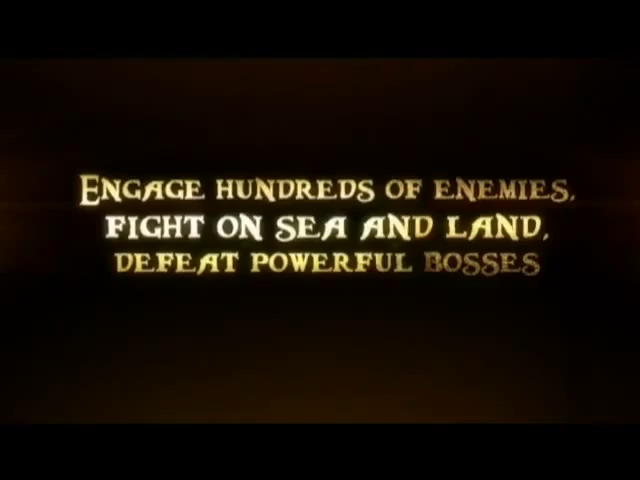 ENGAGE HUNDREDS OF ENEMIES,
FIGHT ON SEA AND LAND,
DEFEAT POWERFUL BOSSES